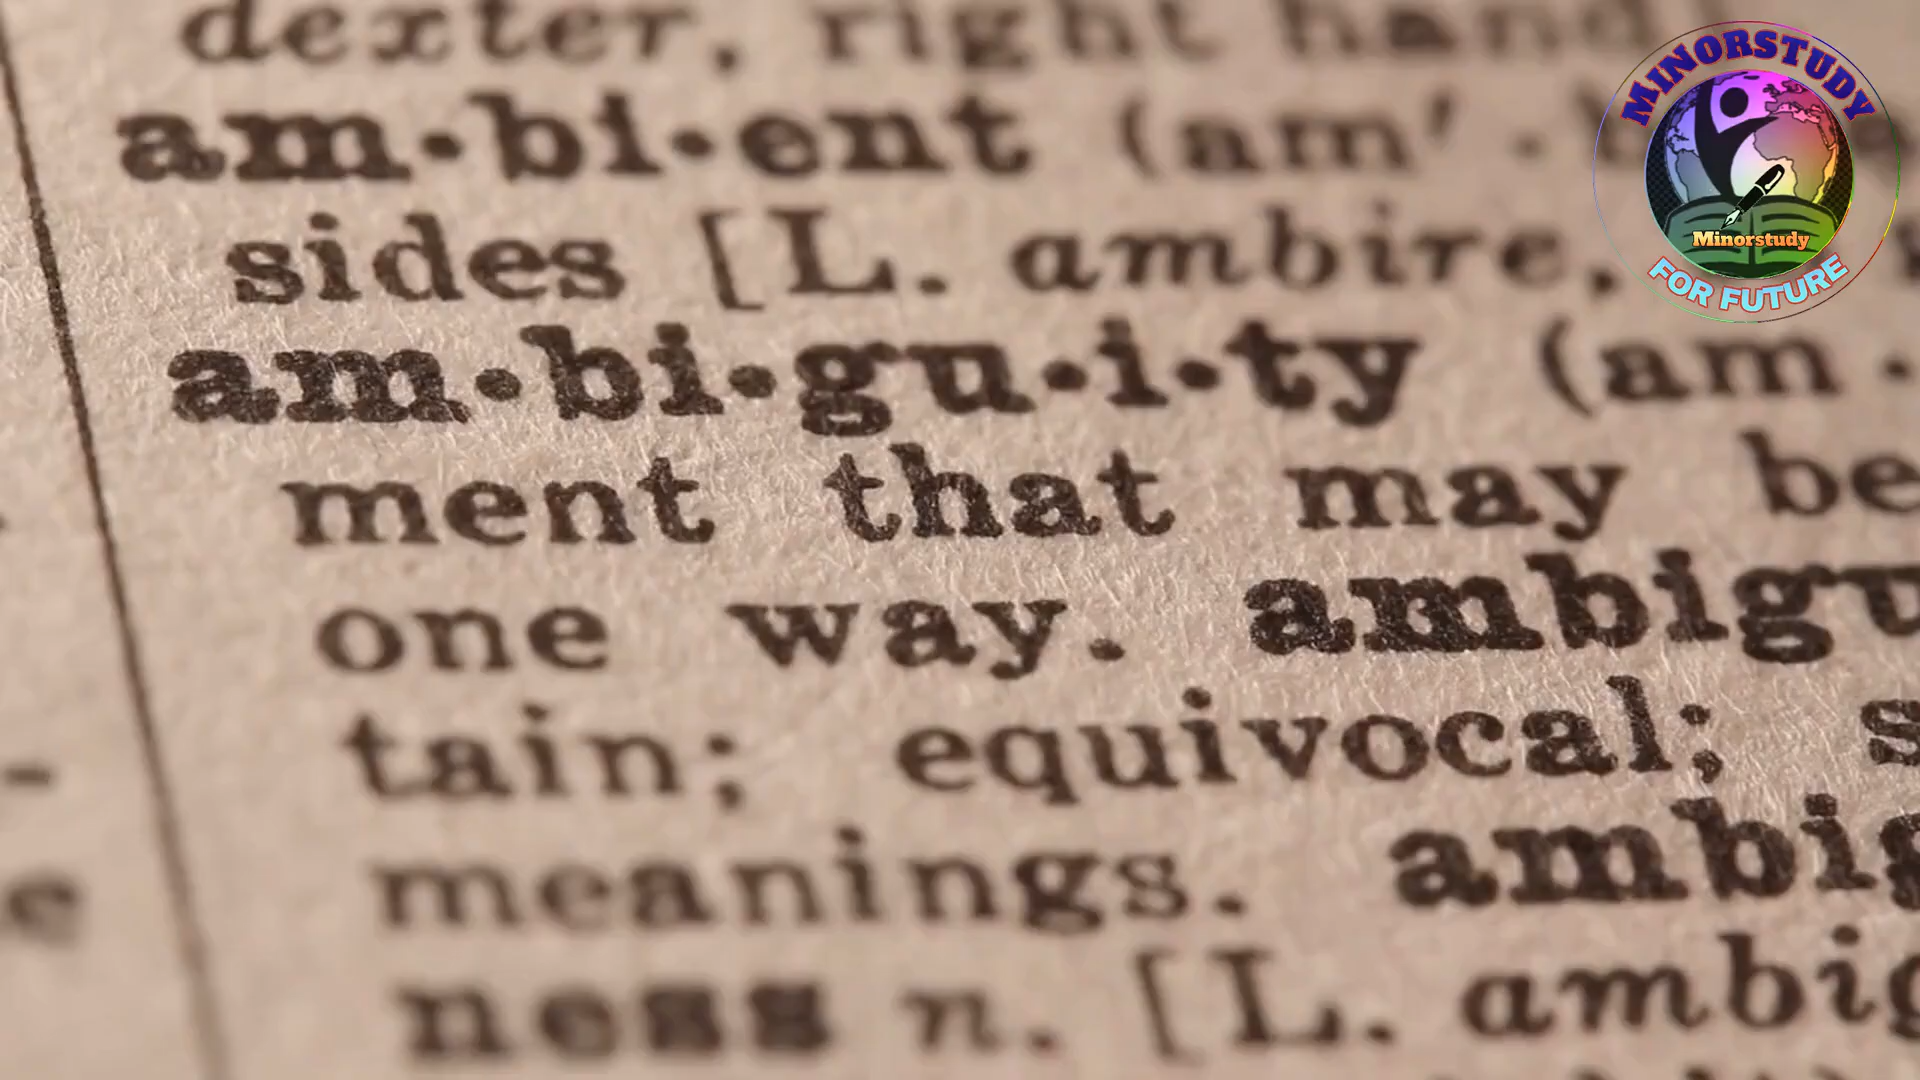 dexter, right hand]
am•bi•ent (am'·
sides [L. ambire,
am•bi•gu•i•ty (am·
ment that may be
one way. ambigu
tain; equivocal; s
meanings. ambig
ness n. [L. ambig
-
e
MINORSTUDY
Minorstudy
FOR FUTURE